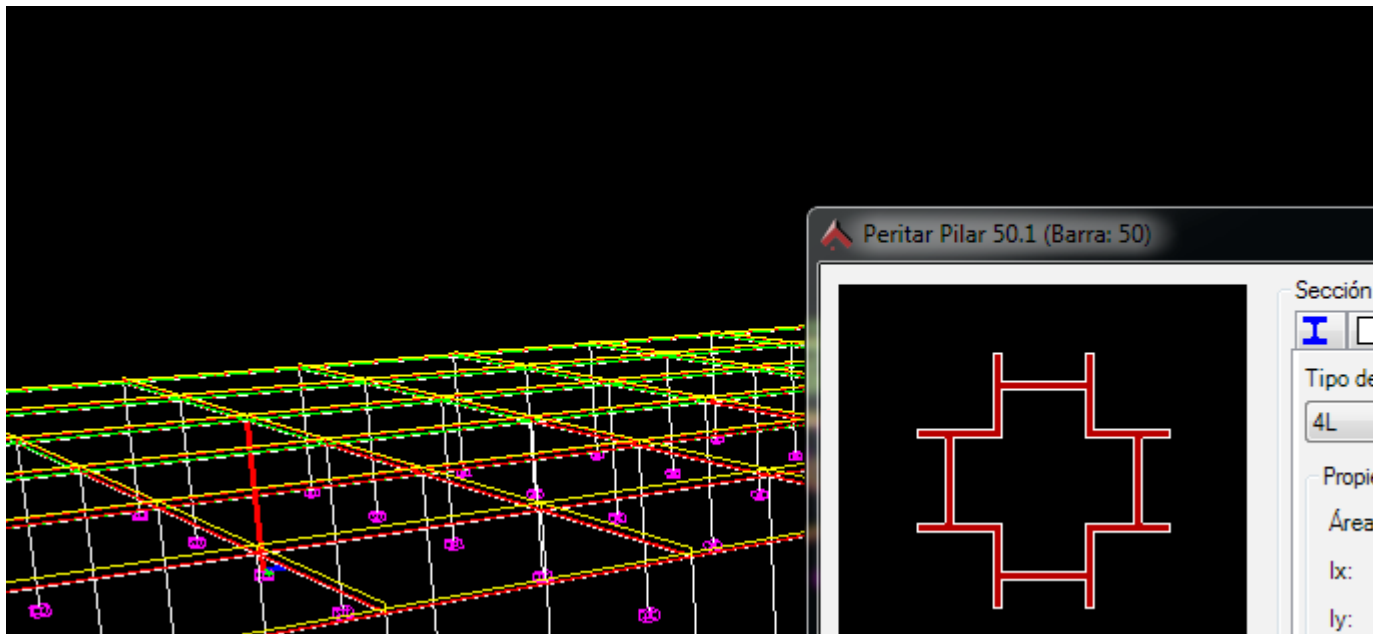 Peritar Pilar 50.1 (Barra: 50)
Sección
Tipo de
4L
Propie
Área
Ix:
Iy: